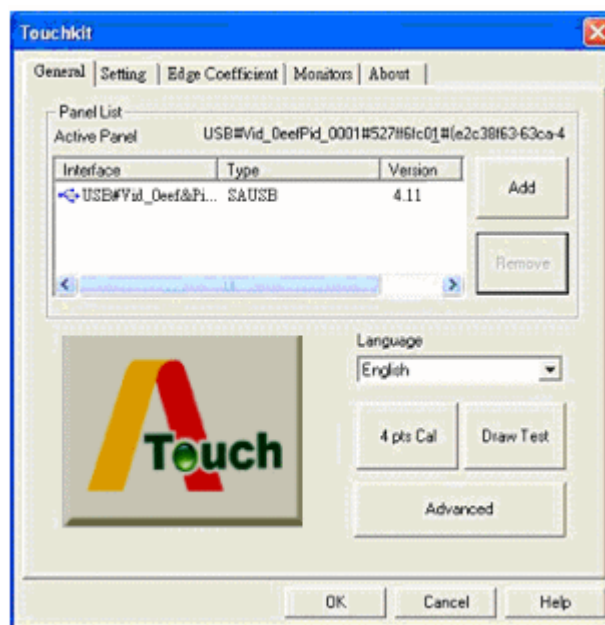 Touchkit
General Setting Edge Coefficient Monitors About
Panel List
Active Panel USB#Vid_0eefPid_0001#527ff6fc01#(e2c38f63-63ca-4
Interface Type Version
USB#Vid_0eef&Pi... SAUSB 4.11
Add
Remove
Language
English
Touch
4 pts Cal Draw Test
Advanced
OK Cancel Help